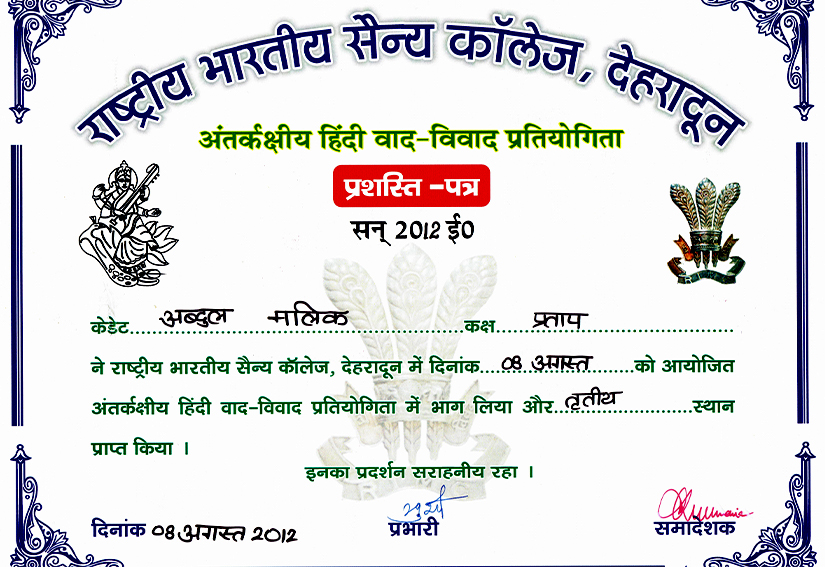 राष्ट्रीय भारतीय सैन्य कॉलेज, देहरादून
अंतर्कक्षीय हिंदी वाद-विवाद प्रतियोगिता
प्रशस्ति -पत्र
सन् 2012 ई0
केडेट...अब्दुल मलिक...कक्ष...प्रताप...
ने राष्ट्रीय भारतीय सैन्य कॉलेज, देहरादून में दिनांक...08 अगस्त...को आयोजित
अंतर्कक्षीय हिंदी वाद-विवाद प्रतियोगिता में भाग लिया और...तृतीय...स्थान
प्राप्त किया ।
इनका प्रदर्शन सराहनीय रहा ।
दिनांक 08 अगस्त 2012 प्रभारी समादेशक